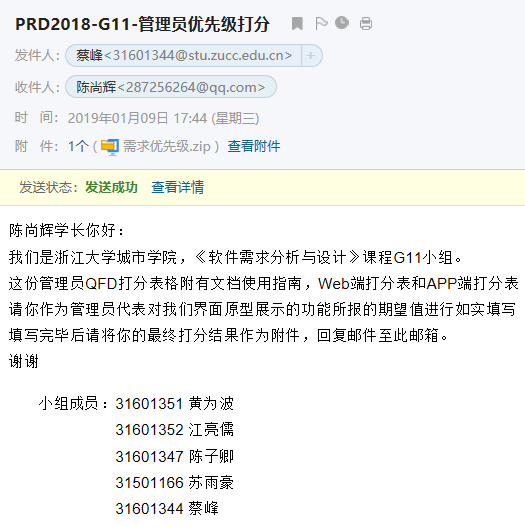 PRD2018-G11-管理员优先级打分
发件人：蔡峰<31601344@stu.zucc.edu.cn> +
收件人：陈尚辉<287256264@qq.com>
时 间：2019年01月09日 17:44 (星期三)
附 件：1个 ( 需求优先级.zip ) 查看附件
发送状态：发送成功 查看详情
陈尚辉学长你好：
我们是浙江大学城市学院，《软件需求分析与设计》课程G11小组。
这份管理员QFD打分表格附有文档使用指南，Web端打分表和APP端打分表
请你作为管理员代表对我们界面原型展示的功能所报的期望值进行如实填写
填写完毕后请将你的最终打分结果作为附件，回复邮件至此邮箱。
谢谢
小组成员：31601351 黄为波
31601352 江亮儒
31601347 陈子卿
31501166 苏雨豪
31601344 蔡峰